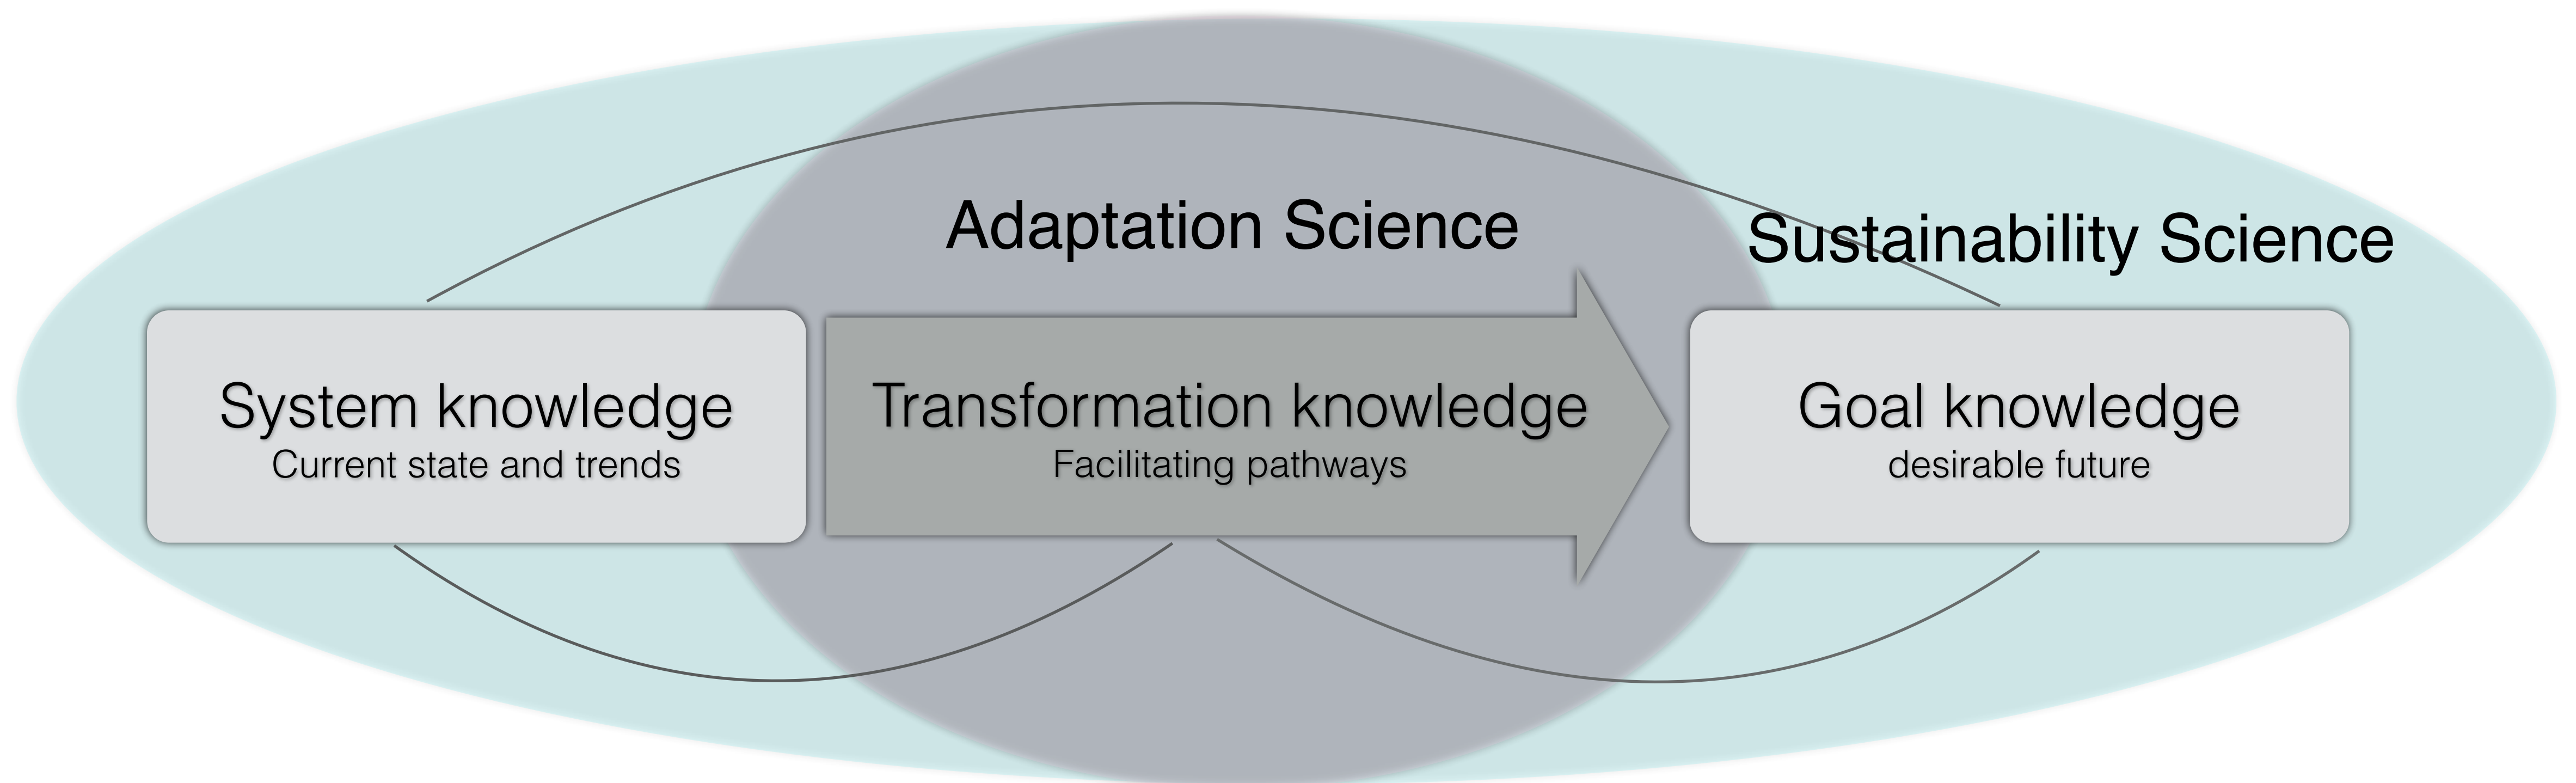 Adaptation Science
Sustainability Science
System knowledge
Current state and trends
Transformation knowledge
Facilitating pathways
Goal knowledge
desirable future